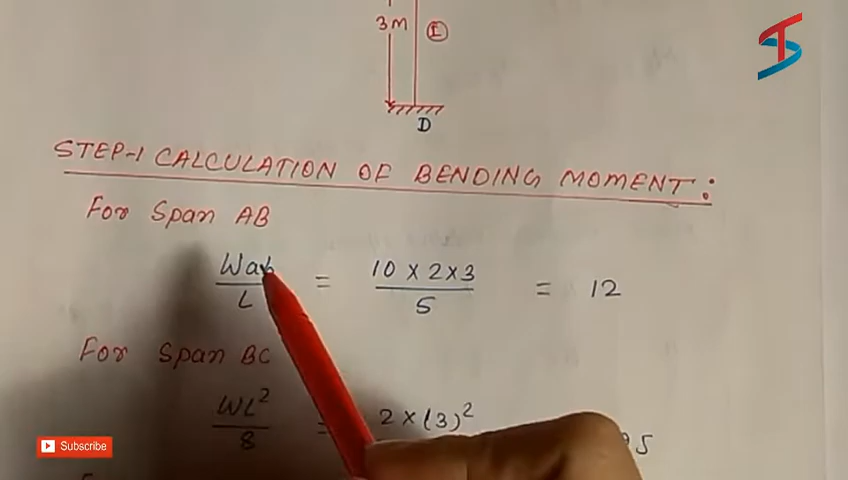 3M
I
D
STEP-1 CALCULATION OF BENDING MOMENT:
For Span AB
Wab/L = 10 x 2 x 3/5 = 12
For Span BC
WL²/8 = 2 x (3)²
Subscribe